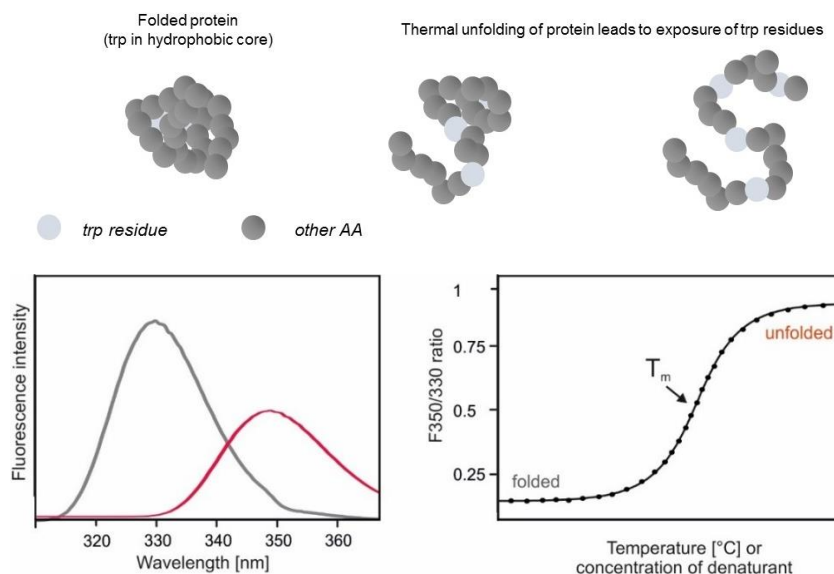 Folded protein
(trp in hydrophobic core)
Thermal unfolding of protein leads to exposure of trp residues
trp residue
other AA
Fluorescence intensity
320
330
340
350
360
Wavelength [nm]
F350/330 ratio
1
0.75
0.5
0.25
Tm
unfolded
folded
Temperature [°C] or
concentration of denaturant